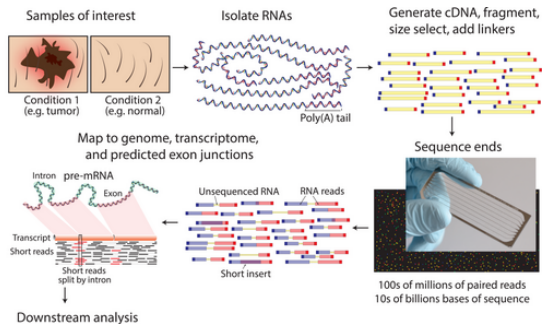 Samples of interest
Condition 1
(e.g. tumor)
Condition 2
(e.g. normal)
Isolate RNAs
Poly(A) tail
Generate cDNA, fragment,
size select, add linkers
Sequence ends
100s of millions of paired reads
10s of billions bases of sequence
Map to genome, transcriptome,
and predicted exon junctions
Unsequenced RNA
RNA reads
Short insert
Intron
pre-mRNA
Exon
Transcript
Short reads
Short reads
split by intron
Downstream analysis